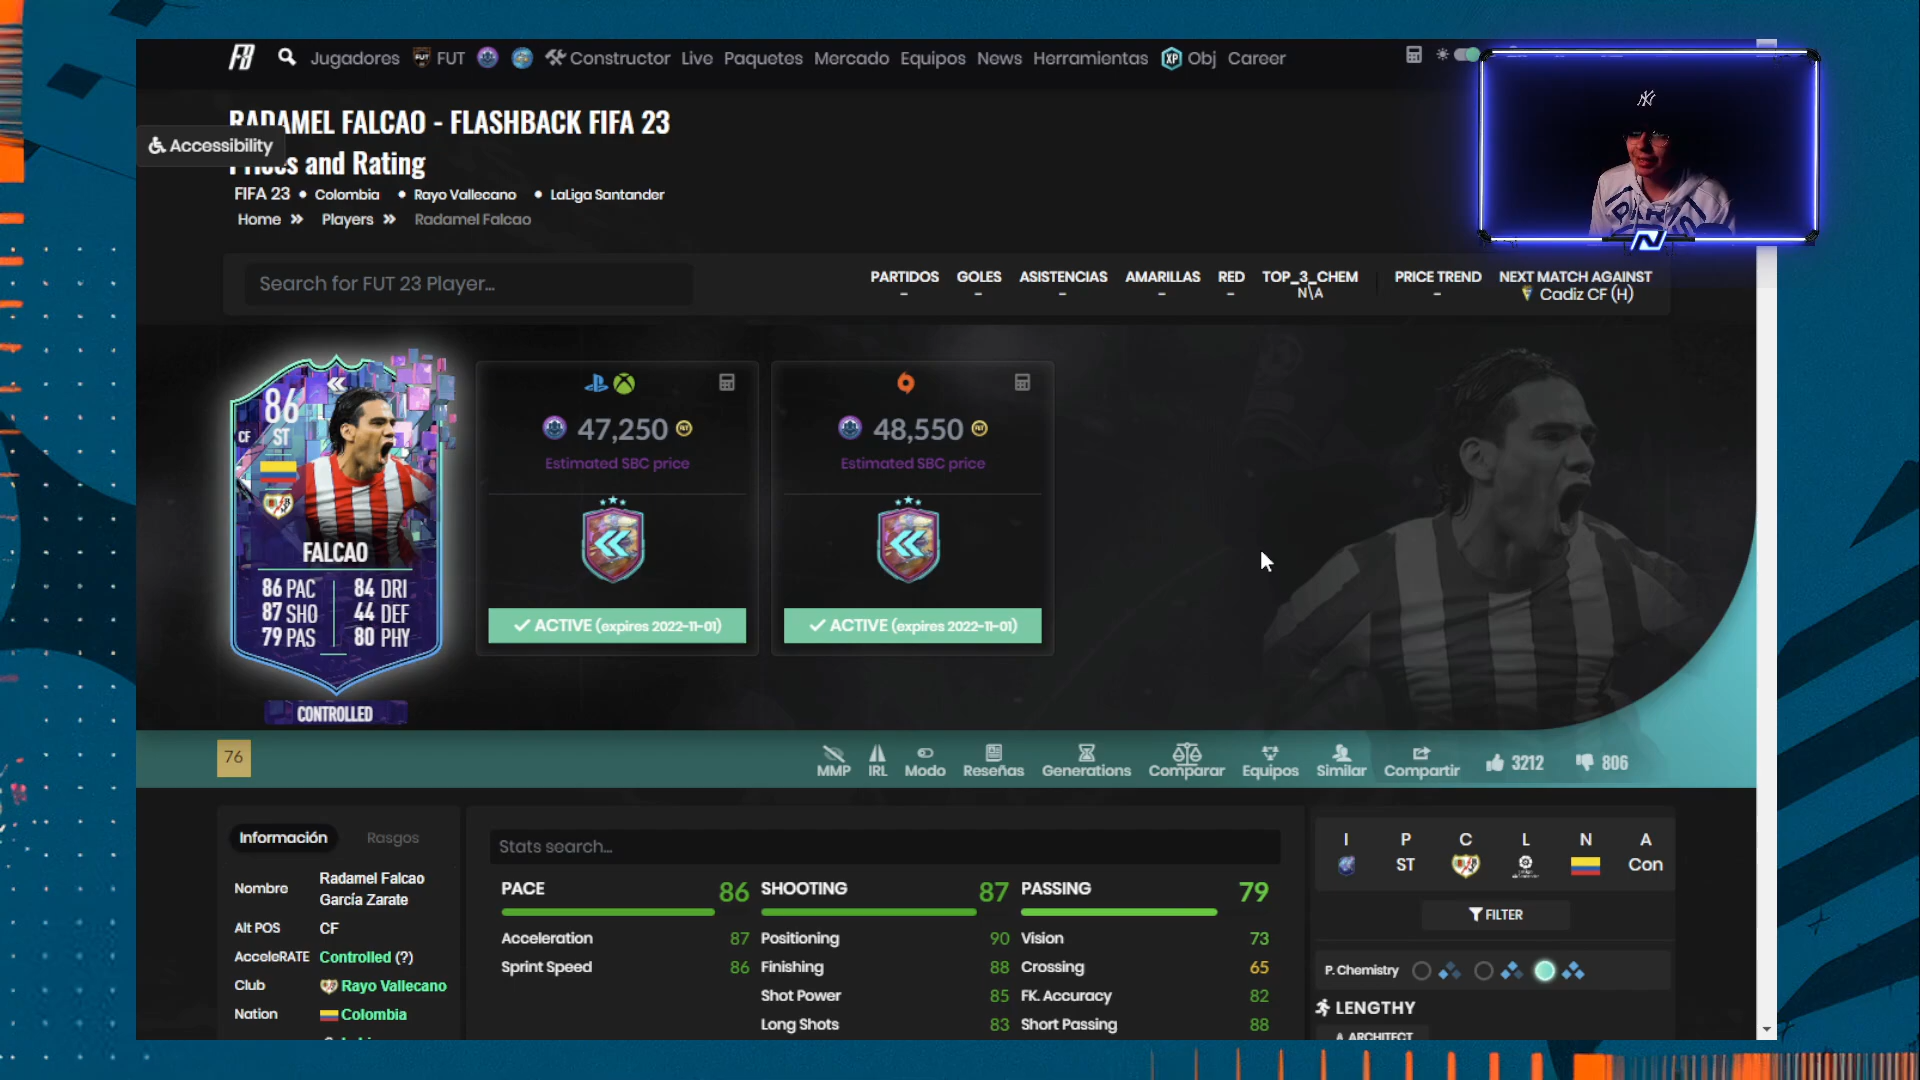 Jugadores FUT Constructor Live Paquetes Mercado Equipos News Herramientas XP Obj Career
RADAMEL FALCAO - FLASHBACK FIFA 23
Accessibility
and Rating
FIFA 23 • Colombia • Rayo Vallecano • LaLiga Santander
Home » Players » Radamel Falcao
Search for FUT 23 Player...
PARTIDOS GOLES ASISTENCIAS AMARILLAS RED TOP_3_CHEM PRICE TREND NEXT MATCH AGAINST
- - - - - N\A - Cadiz CF (H)
86
CF ST
FALCAO
86 PAC 84 DRI
87 SHO 44 DEF
79 PAS 80 PHY
CONTROLLED
47,250
Estimated SBC price
ACTIVE (expires 2022-11-01)
48,550
Estimated SBC price
ACTIVE (expires 2022-11-01)
76
MMP IRL Modo Reseñas Generations Comparar Equipos Similar Compartir 3212 806
Información Rasgos
Nombre Radamel Falcao
García Zarate
Alt POS CF
AcceleRATE Controlled (?)
Club Rayo Vallecano
Nation Colombia
Stats search...
PACE 86 SHOOTING 87 PASSING 79
Acceleration 87 Positioning 90 Vision 73
Sprint Speed 86 Finishing 88 Crossing 65
Shot Power 85 FK. Accuracy 82
Long Shots 83 Short Passing 88
I P C L N A
ST Con
FILTER
P. Chemistry
LENGTHY
ARCHITECT